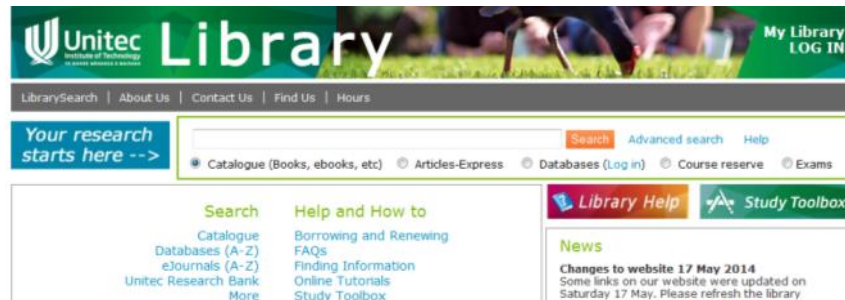 Unitec
Institute of Technology
Library
My Library
LOG IN
LibrarySearch | About Us | Contact Us | Find Us | Hours
Your research
starts here -->
Search Advanced search Help
Catalogue (Books, ebooks, etc) Articles-Express Databases (Log in) Course reserve Exams
Search
Catalogue
Databases (A-Z)
eJournals (A-Z)
Unitec Research Bank
More
Help and How to
Borrowing and Renewing
FAQs
Finding Information
Online Tutorials
Study Toolbox
Library Help
Study Toolbox
News
Changes to website 17 May 2014
Some links on our website were updated on
Saturday 17 May. Please refresh the library